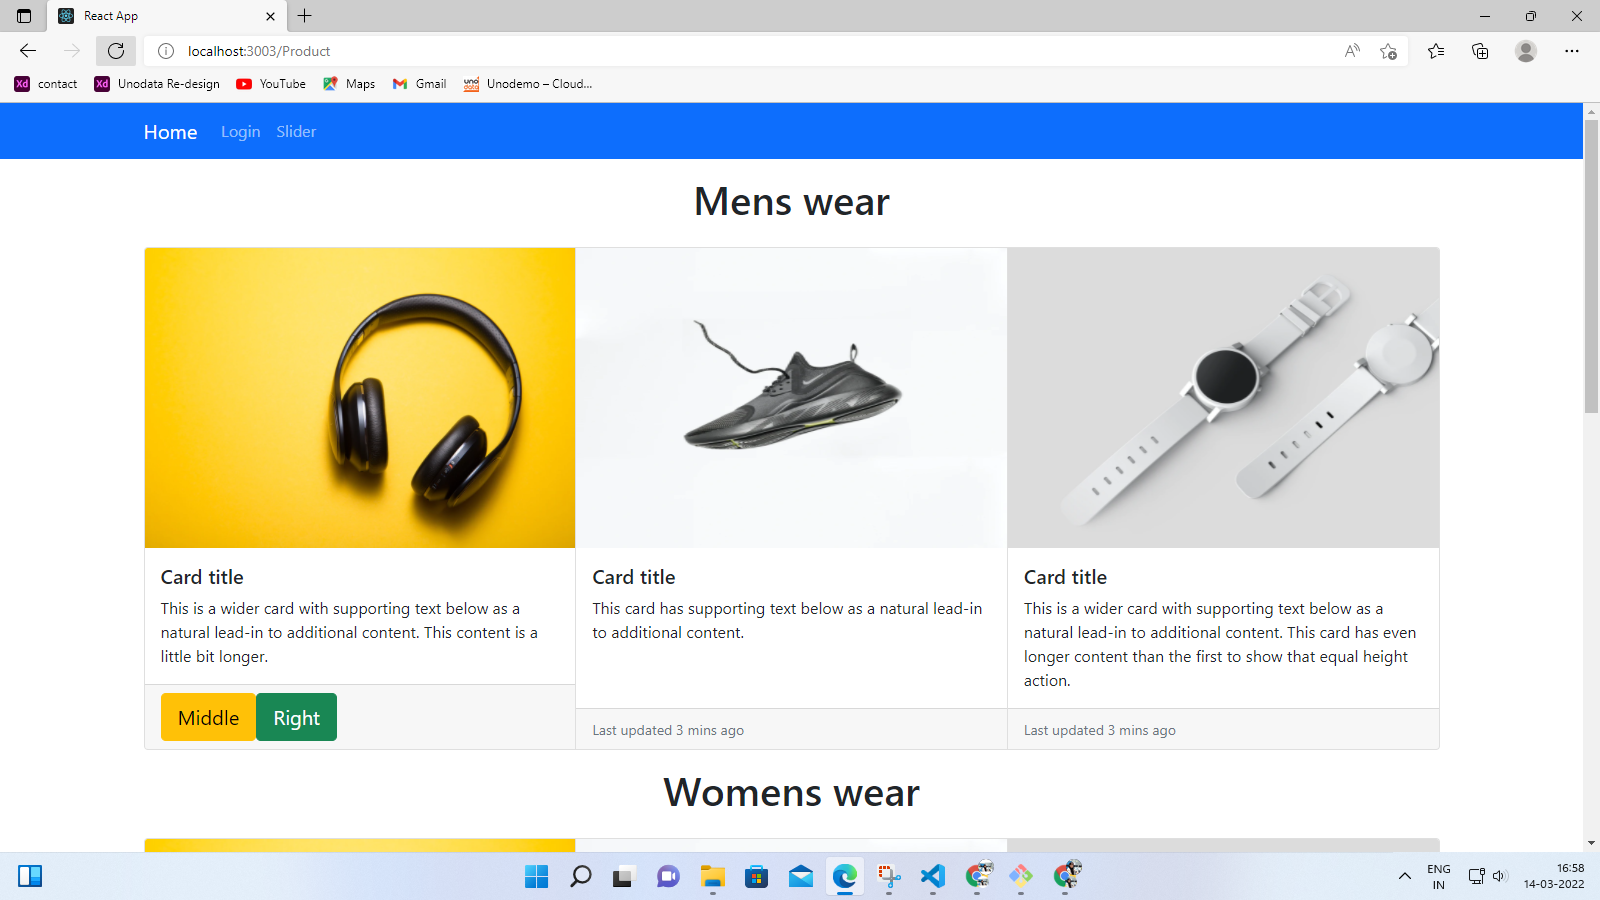 React App
localhost:3003/Product
contact
Unodata Re-design
YouTube
Maps
Gmail
Unodemo – Cloud...
Home Login Slider
Mens wear
Card title
This is a wider card with supporting text below as a
natural lead-in to additional content. This content is a
little bit longer.
Middle Right
Card title
This card has supporting text below as a natural lead-in
to additional content.
Last updated 3 mins ago
Card title
This is a wider card with supporting text below as a
natural lead-in to additional content. This card has even
longer content than the first to show that equal height
action.
Last updated 3 mins ago
Womens wear
ENG
IN
16:58
14-03-2022